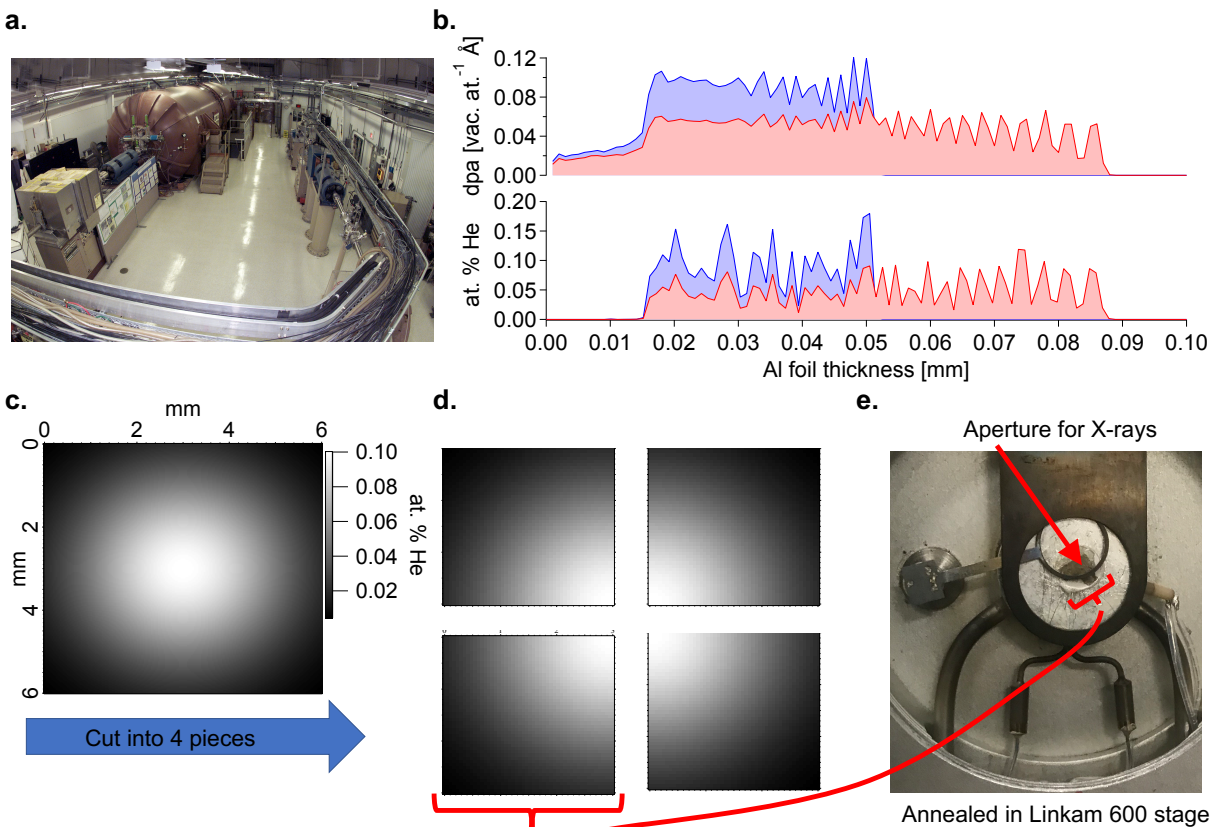 a.
b.
dpa [vac. at.-1 Å]
0.12
0.08
0.04
0.00
at. % He
0.20
0.15
0.10
0.05
0.00
0.00 0.01 0.02 0.03 0.04 0.05 0.06 0.07 0.08 0.09 0.10
Al foil thickness [mm]
c.
mm
0 2 4 6
mm
0
2
4
6
0.10
0.08
0.06
0.04
0.02
at. % He
Cut into 4 pieces
d.
e.
Aperture for X-rays
Annealed in Linkam 600 stage